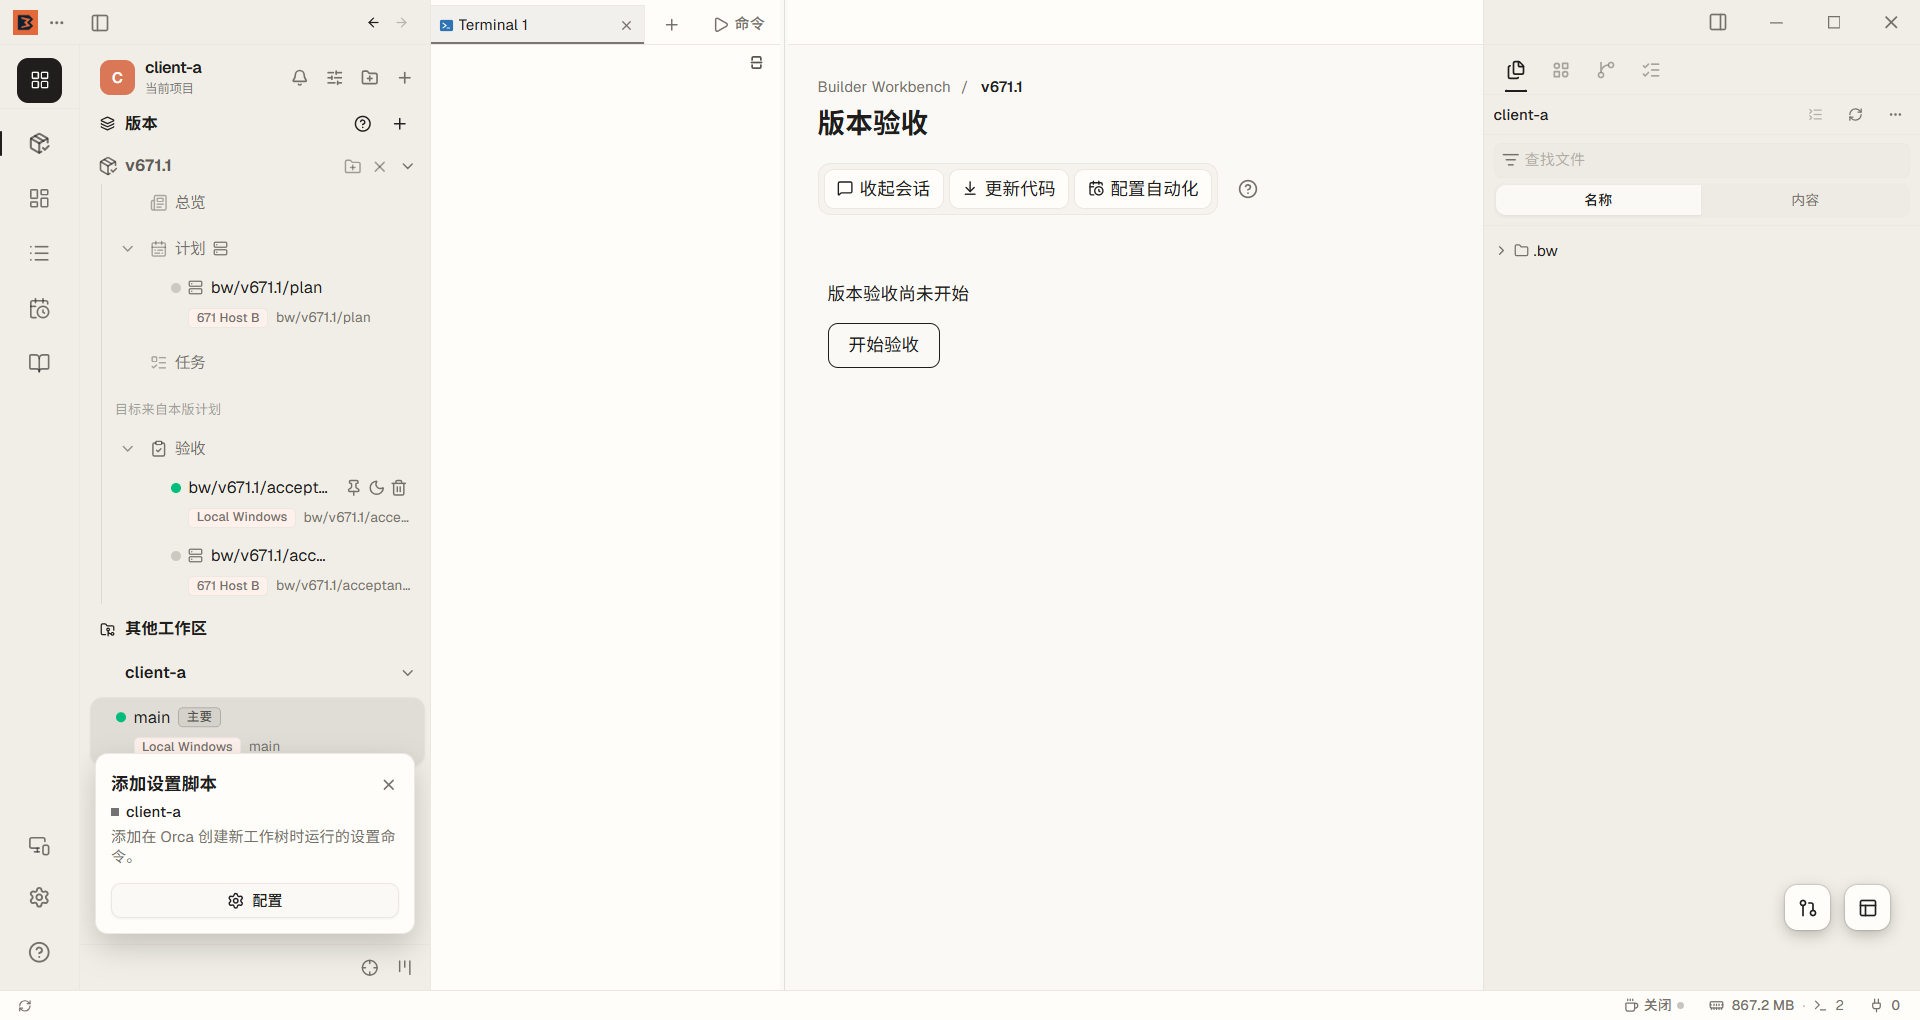 Terminal 1
命令
C
client-a
当前项目
版本
v671.1
总览
计划
bw/v671.1/plan
671 Host B
bw/v671.1/plan
任务
目标来自本版计划
验收
bw/v671.1/accept...
Local Windows
bw/v671.1/acce...
bw/v671.1/acc...
671 Host B
bw/v671.1/acceptan...
其他工作区
client-a
main
主要
Local Windows
main
添加设置脚本
client-a
添加在 Orca 创建新工作树时运行的设置命
令。
配置
Builder Workbench / v671.1
版本验收
收起会话
更新代码
配置自动化
版本验收尚未开始
开始验收
client-a
查找文件
名称
内容
.bw
关闭
867.2 MB · 2
0